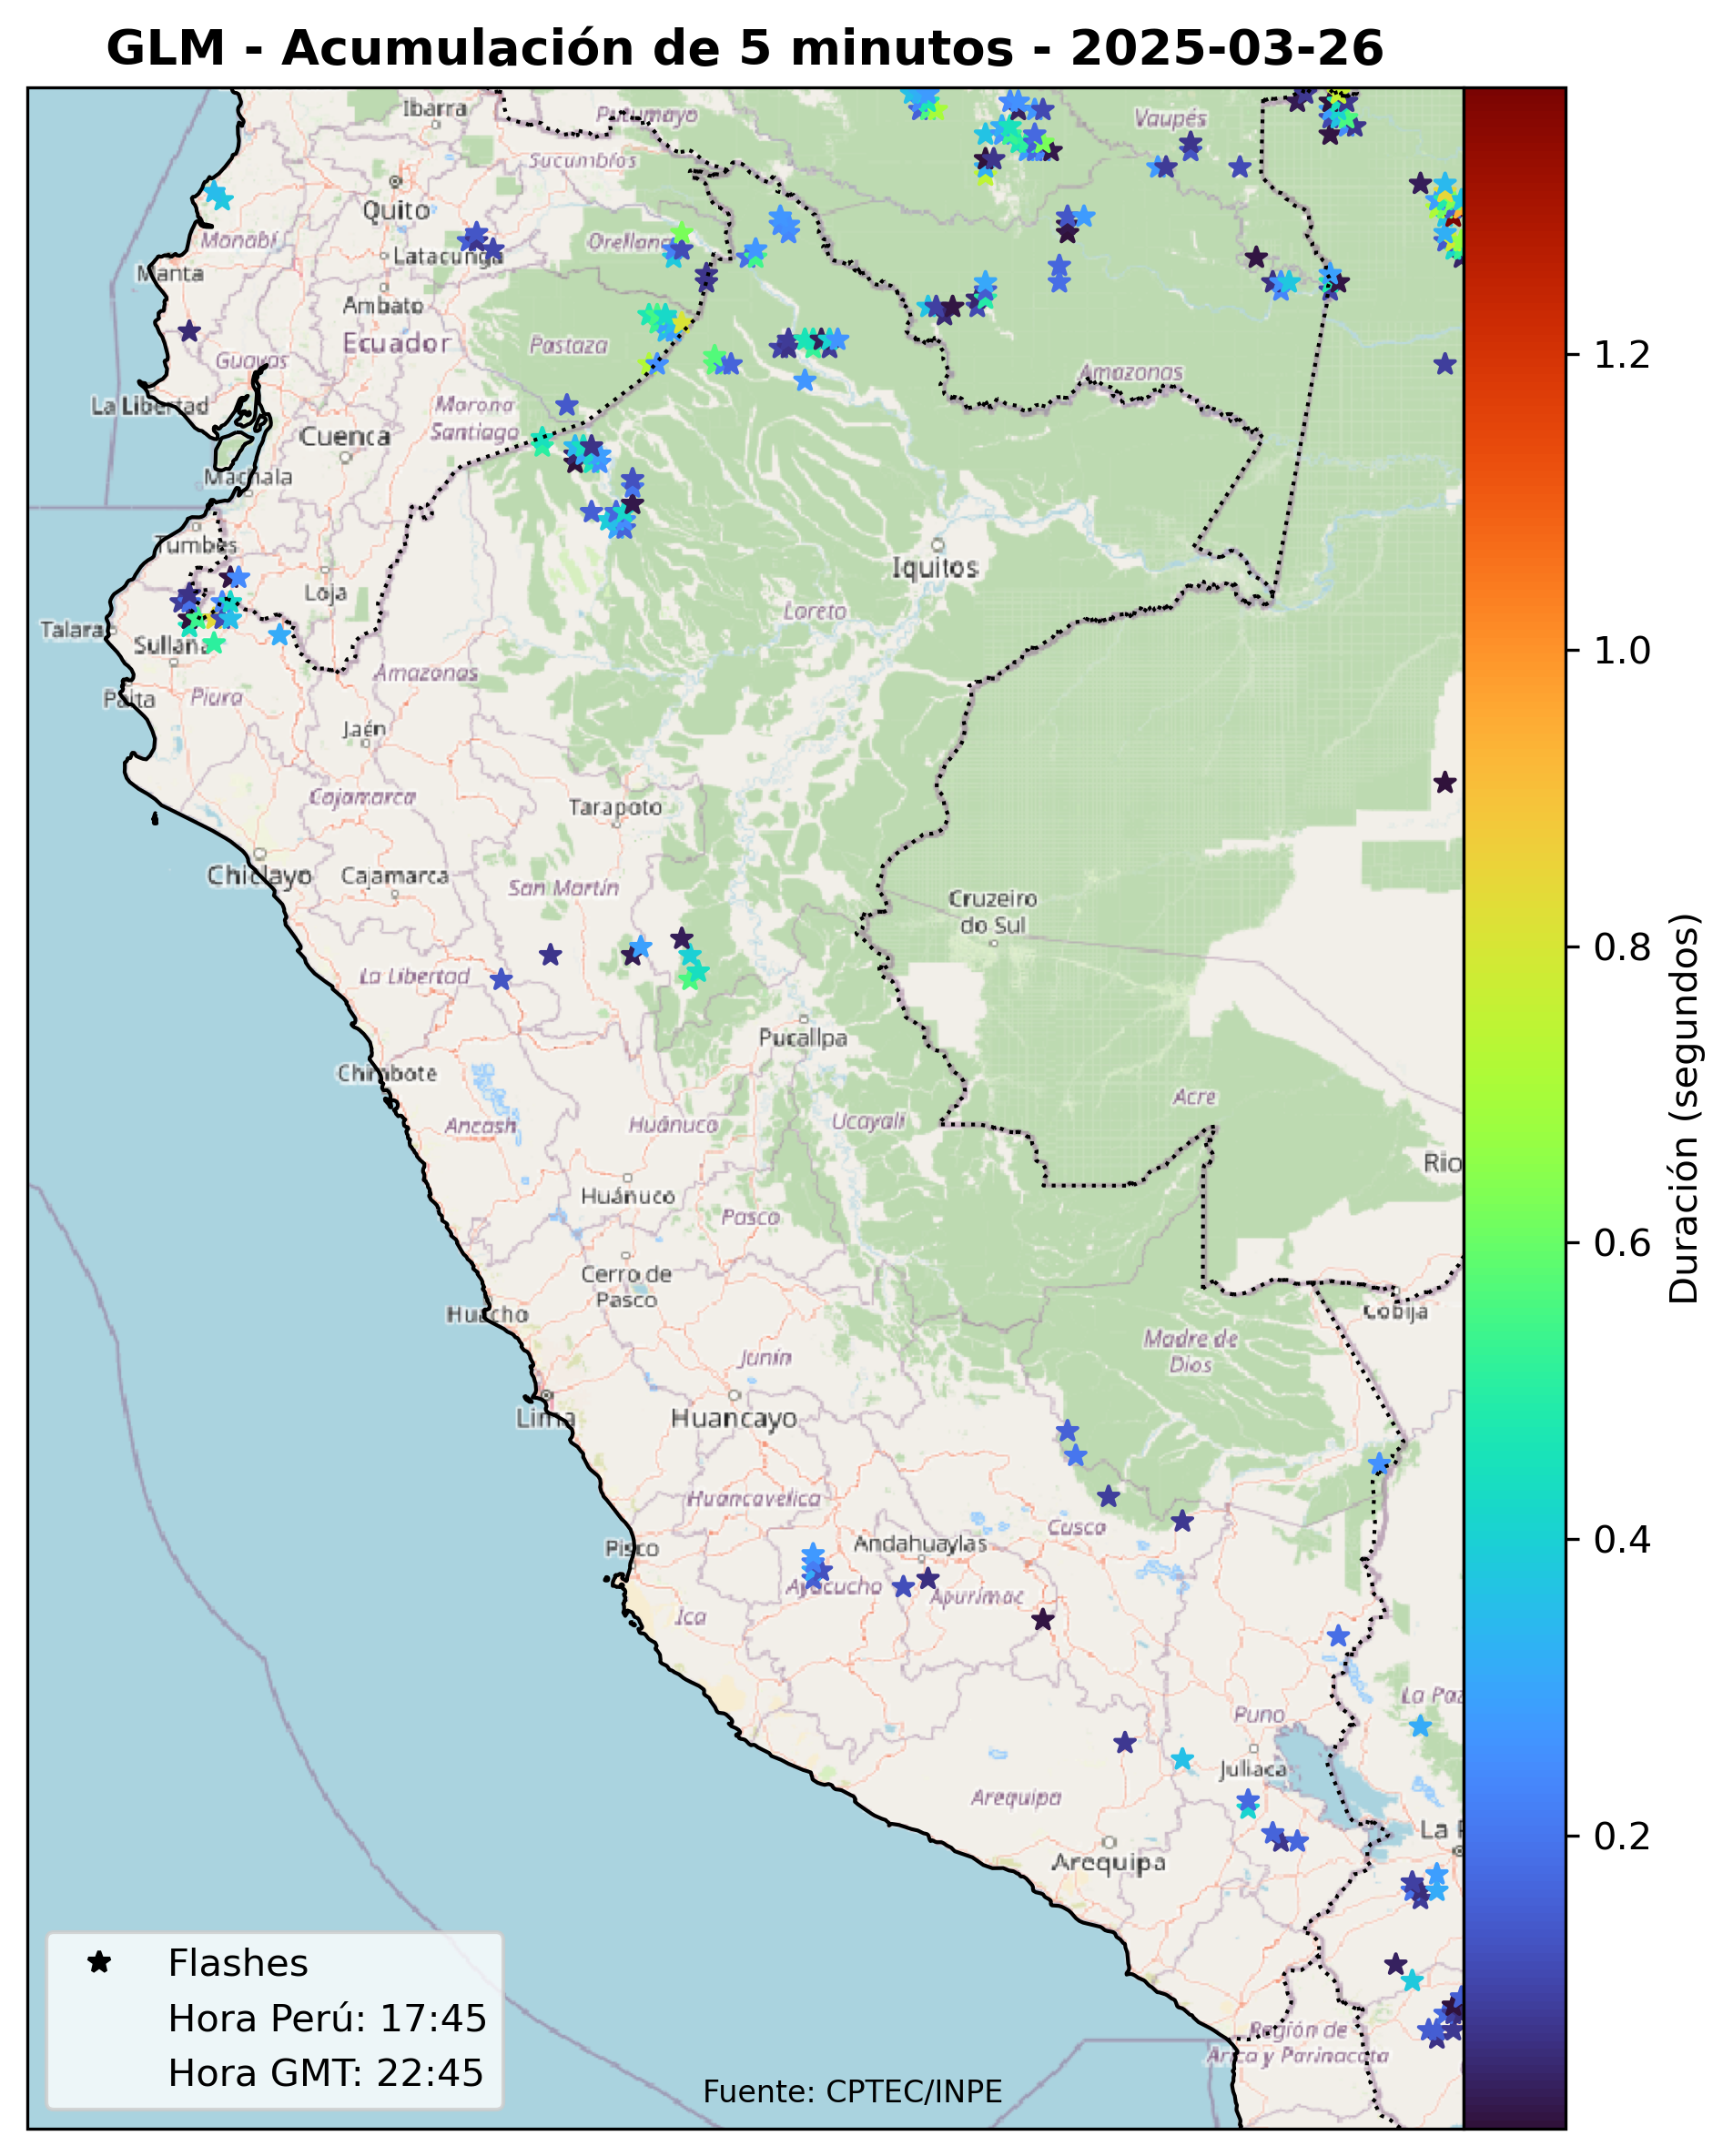 GLM - Acumulación de 5 minutos - 2025-03-26
Ibarra
Putumayo
Vaupés
Sucumbíos
Quito
Manabí
Orellana
Latacunga
Manta
Ambato
Ecuador
Pastaza
Guayas
1.2
Amazonas
La Libertad
Morona
Santiago
Cuenca
Machala
Tumbes
Iquitos
Loja
Loreto
Talara
Sullana
1.0
Amazonas
Paita
Piura
Jaén
Cajamarca
Tarapoto
Chiclayo
Cajamarca
San Martín
Cruzeiro
do Sul
0.8
La Libertad
Pucallpa
Chimbote
Acre
Ancash
Huánuco
Ucayali
Duración (segundos)
Rio
Huánuco
Pasco
0.6
Cerro de
Pasco
Huacho
Cobija
Madre de
Dios
Junín
Lima
Huancayo
Huancavelica
Cusco
0.4
Pisco
Andahuaylas
Ayacucho
Apurímac
Ica
La Paz
Puno
Juliaca
Arequipa
La P
0.2
Arequipa
Flashes
Hora Perú: 17:45
Hora GMT: 22:45
Región de
Arica y Parinacota
Fuente: CPTEC/INPE